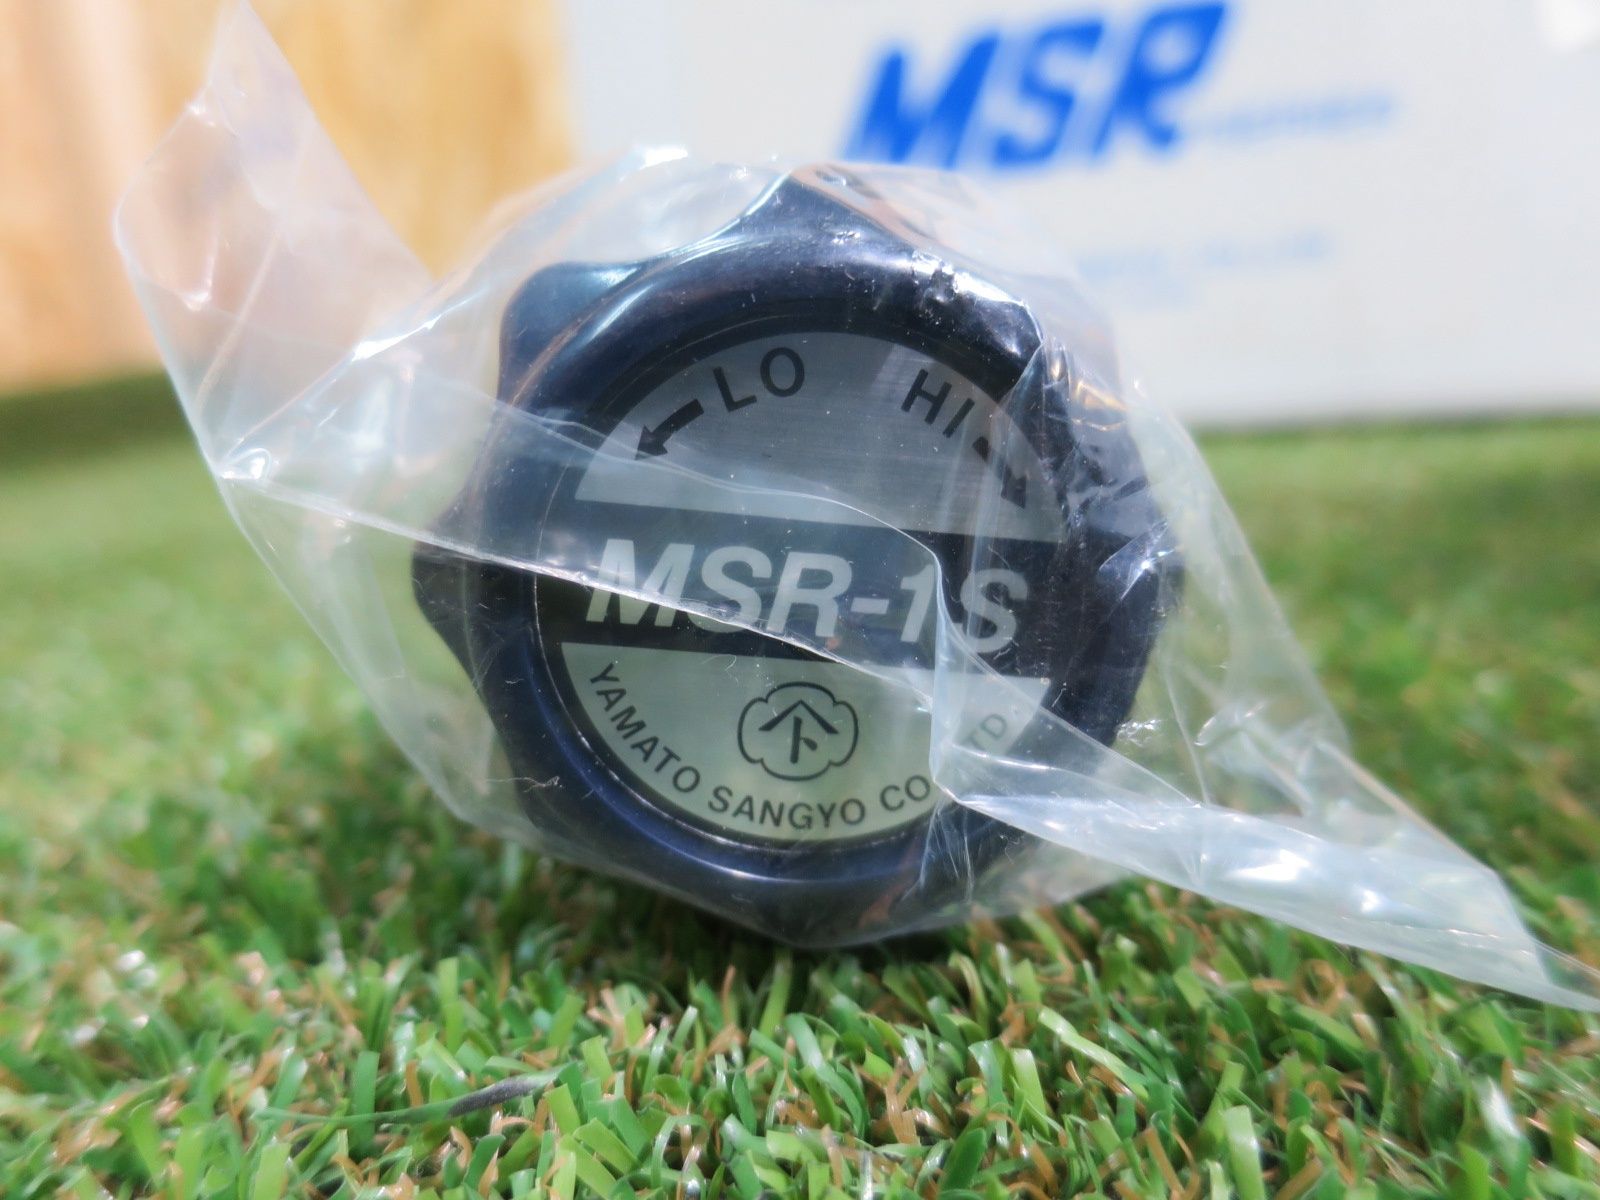 MSR
LO HI
MSR-1S
YAMATO SANGYO CO LTD.